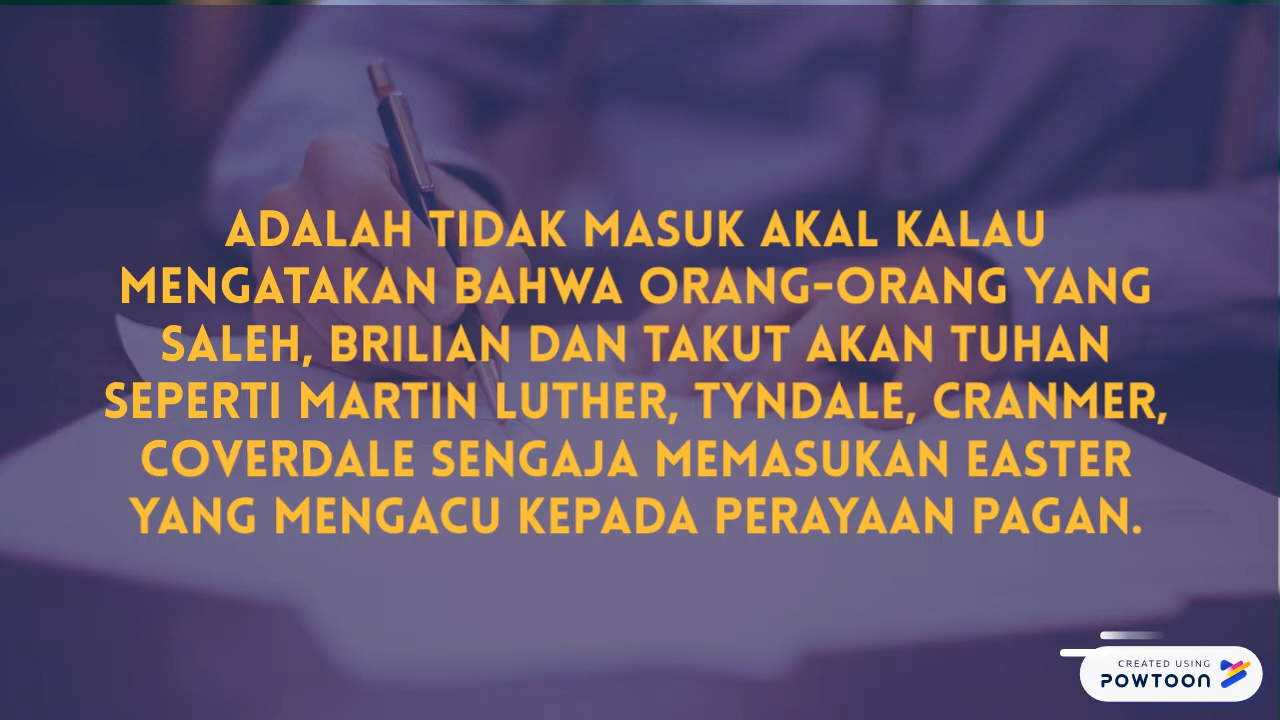 ADALAH TIDAK MASUK AKAL KALAU
MENGATAKAN BAHWA ORANG-ORANG YANG
SALEH, BRILIAN DAN TAKUT AKAN TUHAN
SEPERTI MARTIN LUTHER, TYNDALE, CRANMER,
COVERDALE SENGAJA MEMASUKAN EASTER
YANG MENGACU KEPADA PERAYAAN PAGAN.
CREATED USING
POWTOON